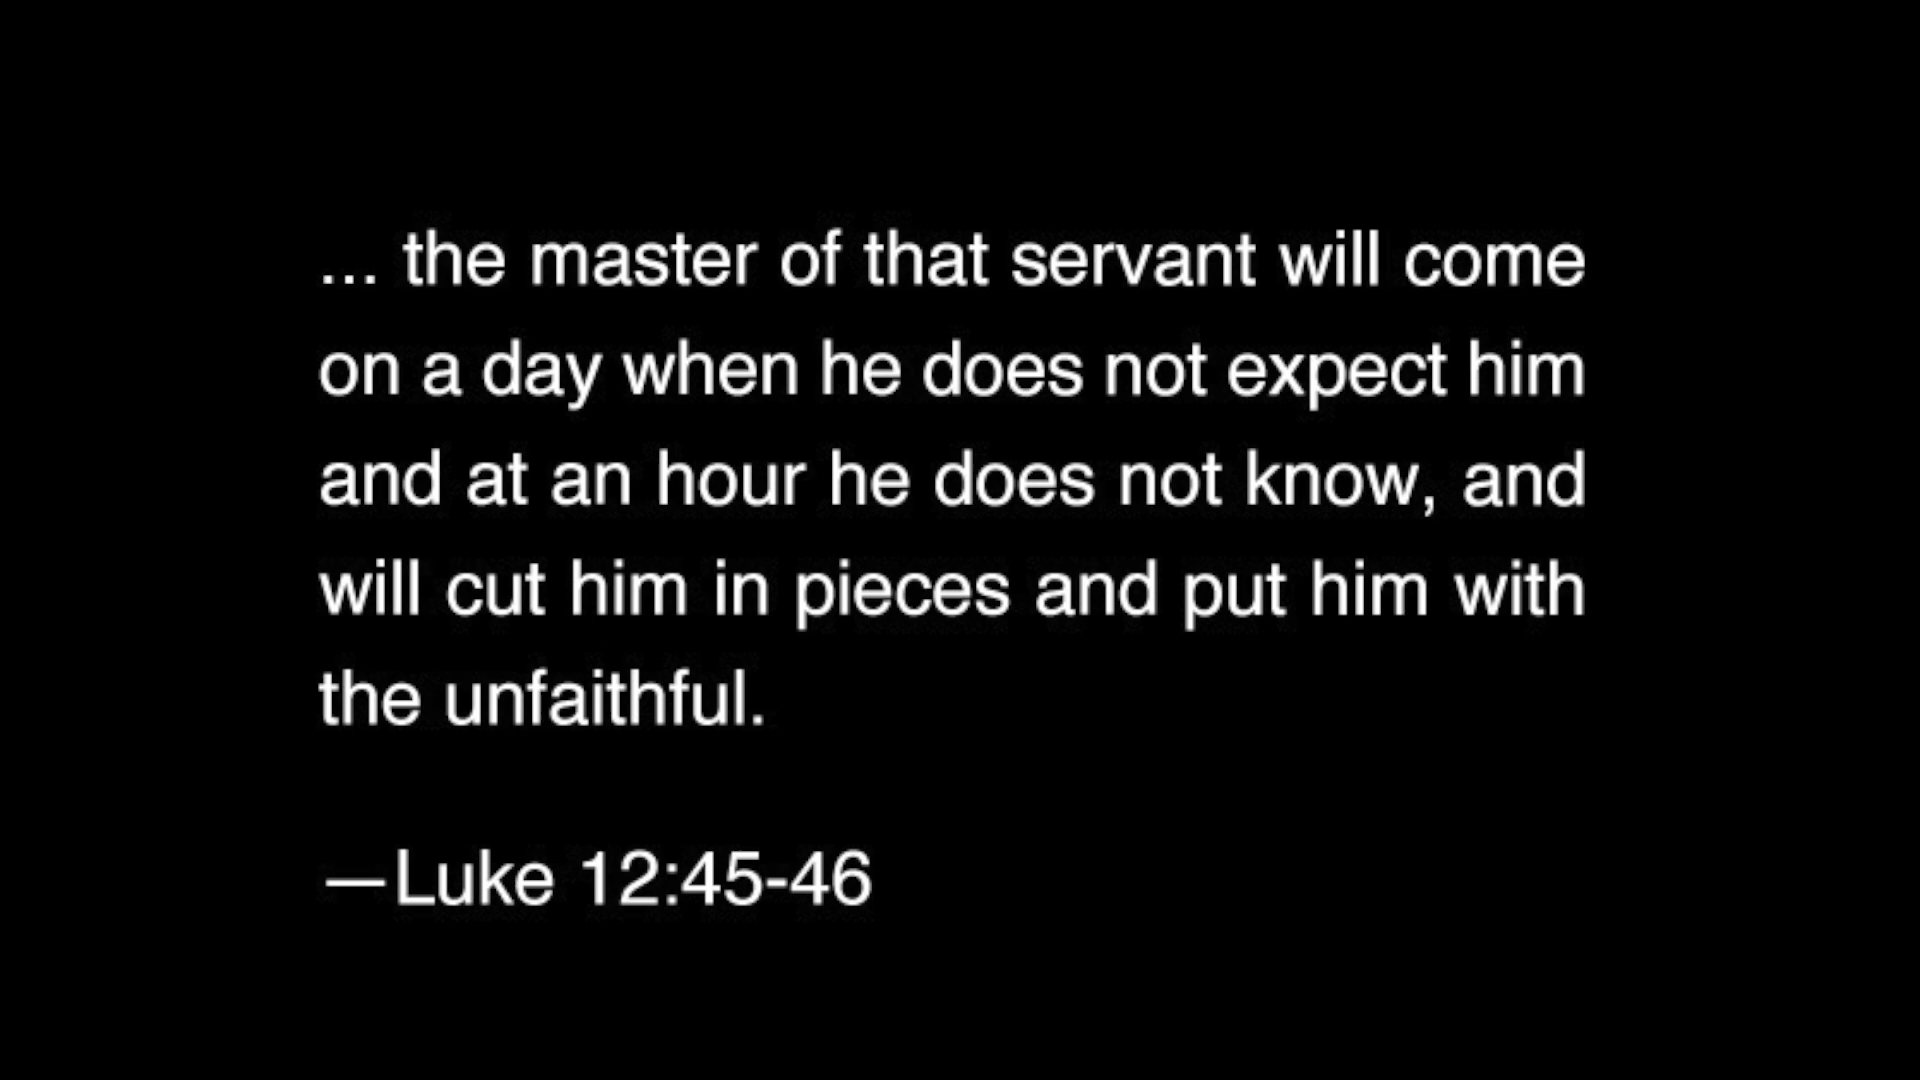 ... the master of that servant will come
on a day when he does not expect him
and at an hour he does not know, and
will cut him in pieces and put him with
the unfaithful.
—Luke 12:45-46